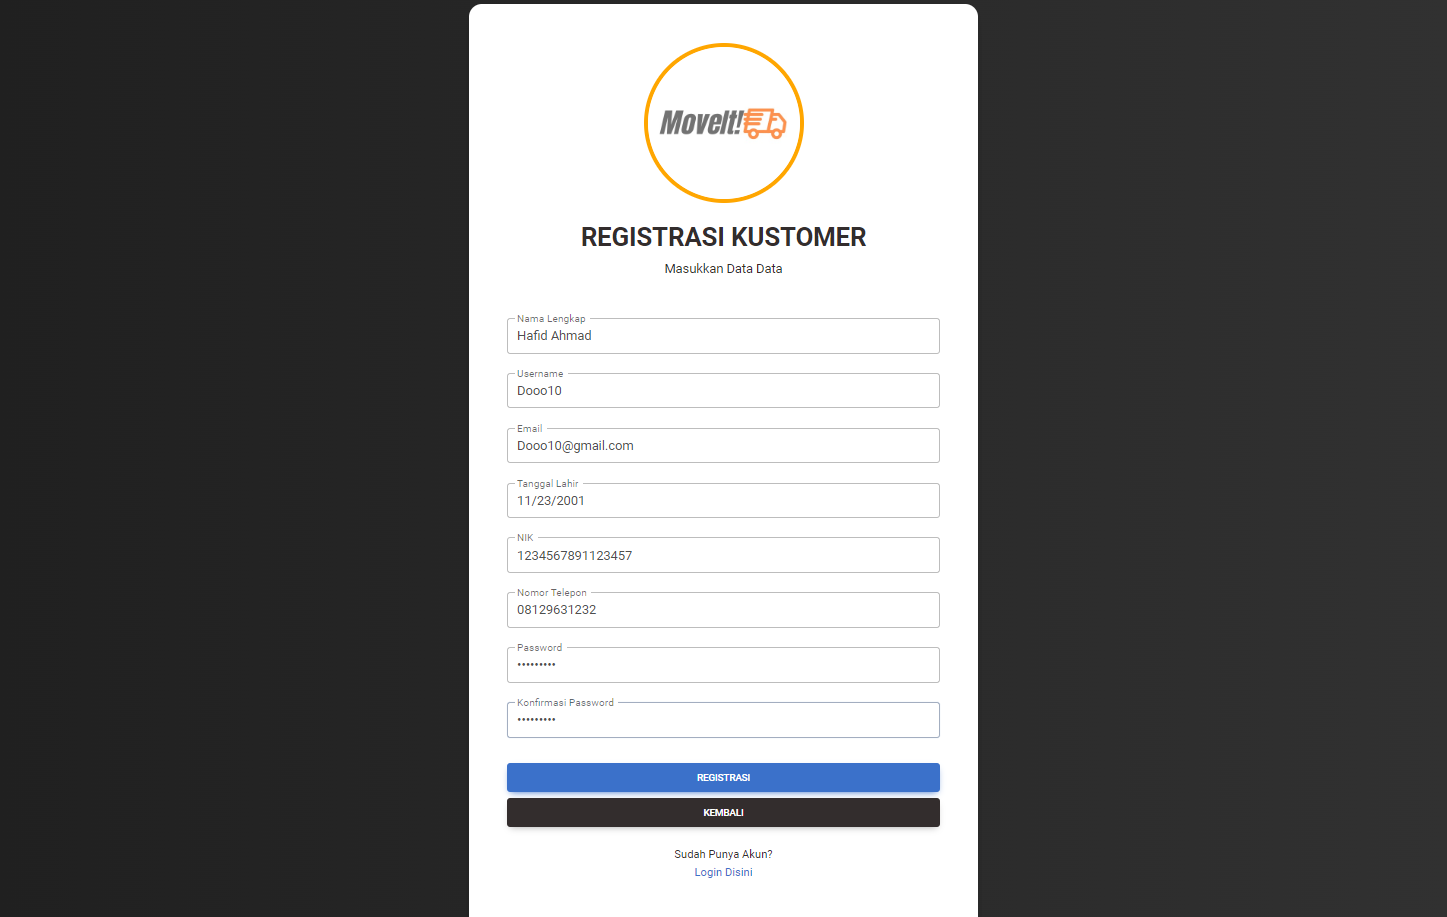 MoveIt!
REGISTRASI KUSTOMER
Masukkan Data Data
Nama Lengkap
Hafid Ahmad
Username
Dooo10
Email
Dooo10@gmail.com
Tanggal Lahir
11/23/2001
NIK
1234567891123457
Nomor Telepon
08129631232
Password
•••••••••
Konfirmasi Password
•••••••••
REGISTRASI
KEMBALI
Sudah Punya Akun?
Login Disini